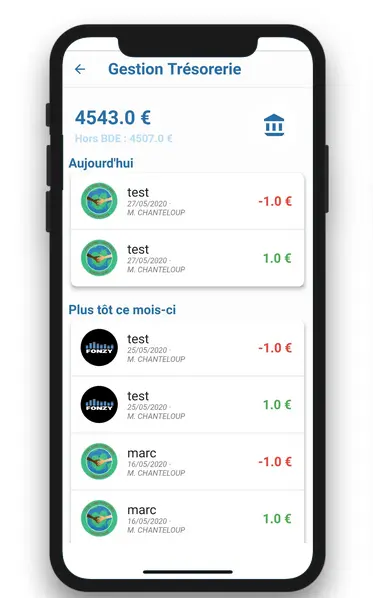 Gestion Trésorerie
4543.0 €
Hors BDE : 4507.0 €
Aujourd'hui
test
27/05/2020 -
M. CHANTELOUP
-1.0 €
test
27/05/2020 -
M. CHANTELOUP
1.0 €
Plus tôt ce mois-ci
FONZY
test
25/05/2020 -
M. CHANTELOUP
-1.0 €
FONZY
test
25/05/2020 -
M. CHANTELOUP
1.0 €
marc
16/05/2020 -
M. CHANTELOUP
-1.0 €
marc
16/05/2020 -
M. CHANTELOUP
1.0 €